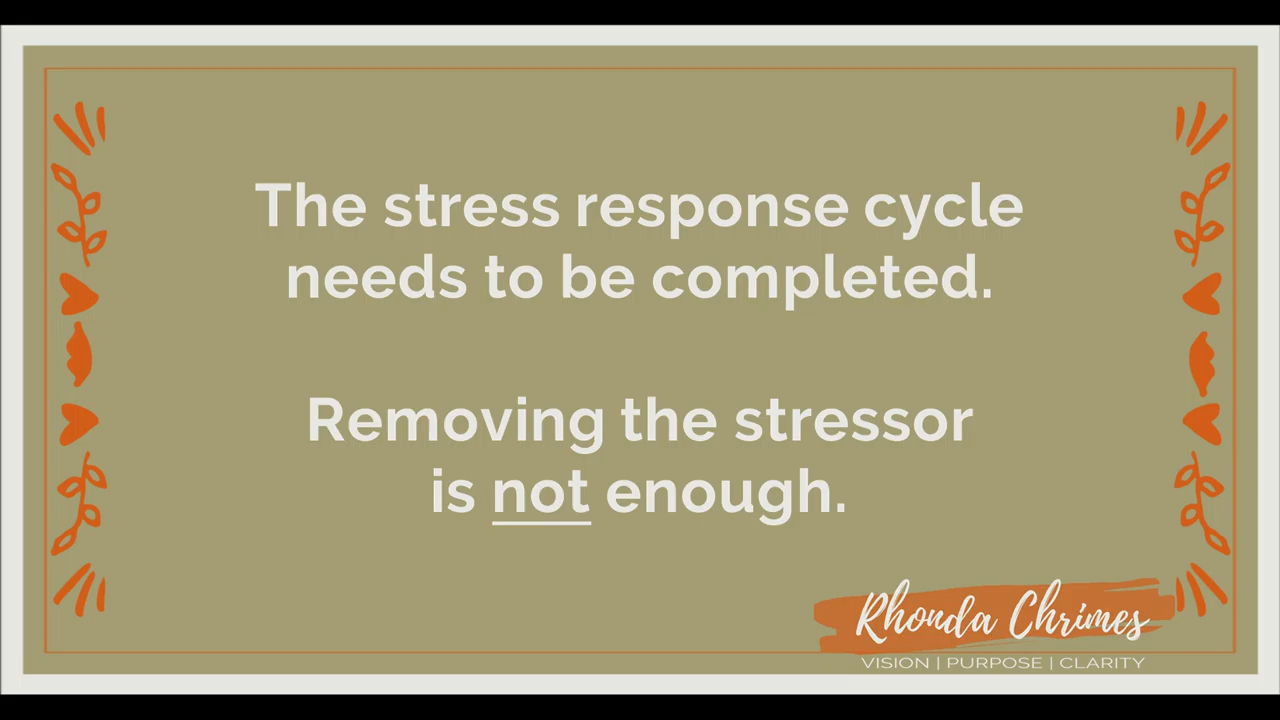 The stress response cycle
needs to be completed.
Removing the stressor
is not enough.
Rhonda Chrimes
VISION | PURPOSE | CLARITY